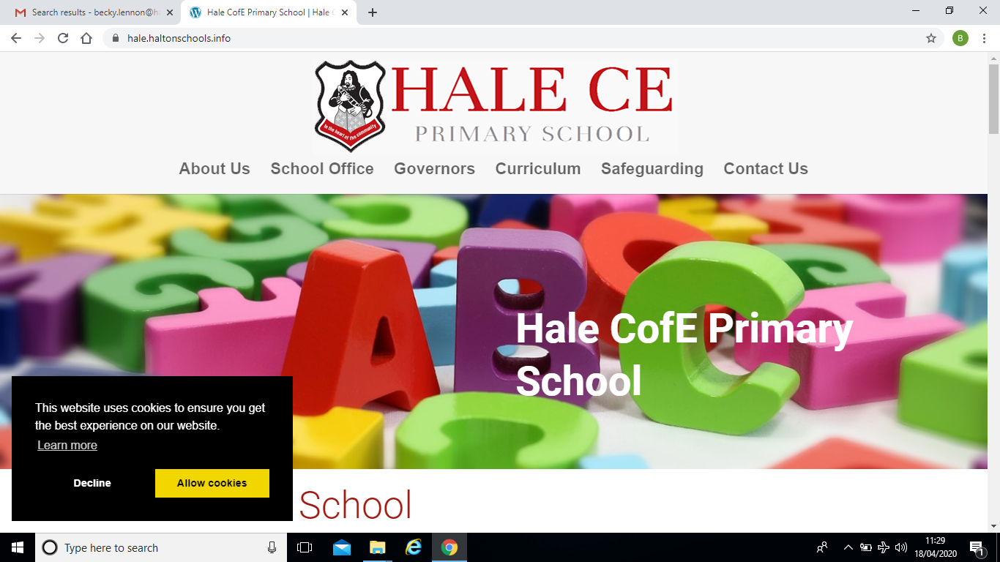 Search results - becky.lennon@h
Hale CofE Primary School | Hale C
hale.haltonschools.info
B
HALE CE
PRIMARY SCHOOL
In the heart of the community
About Us School Office Governors Curriculum Safeguarding Contact Us
A B C
Hale CofE Primary
School
This website uses cookies to ensure you get
the best experience on our website.
Learn more
Decline Allow cookies
School
Type here to search
11:29
18/04/2020
1